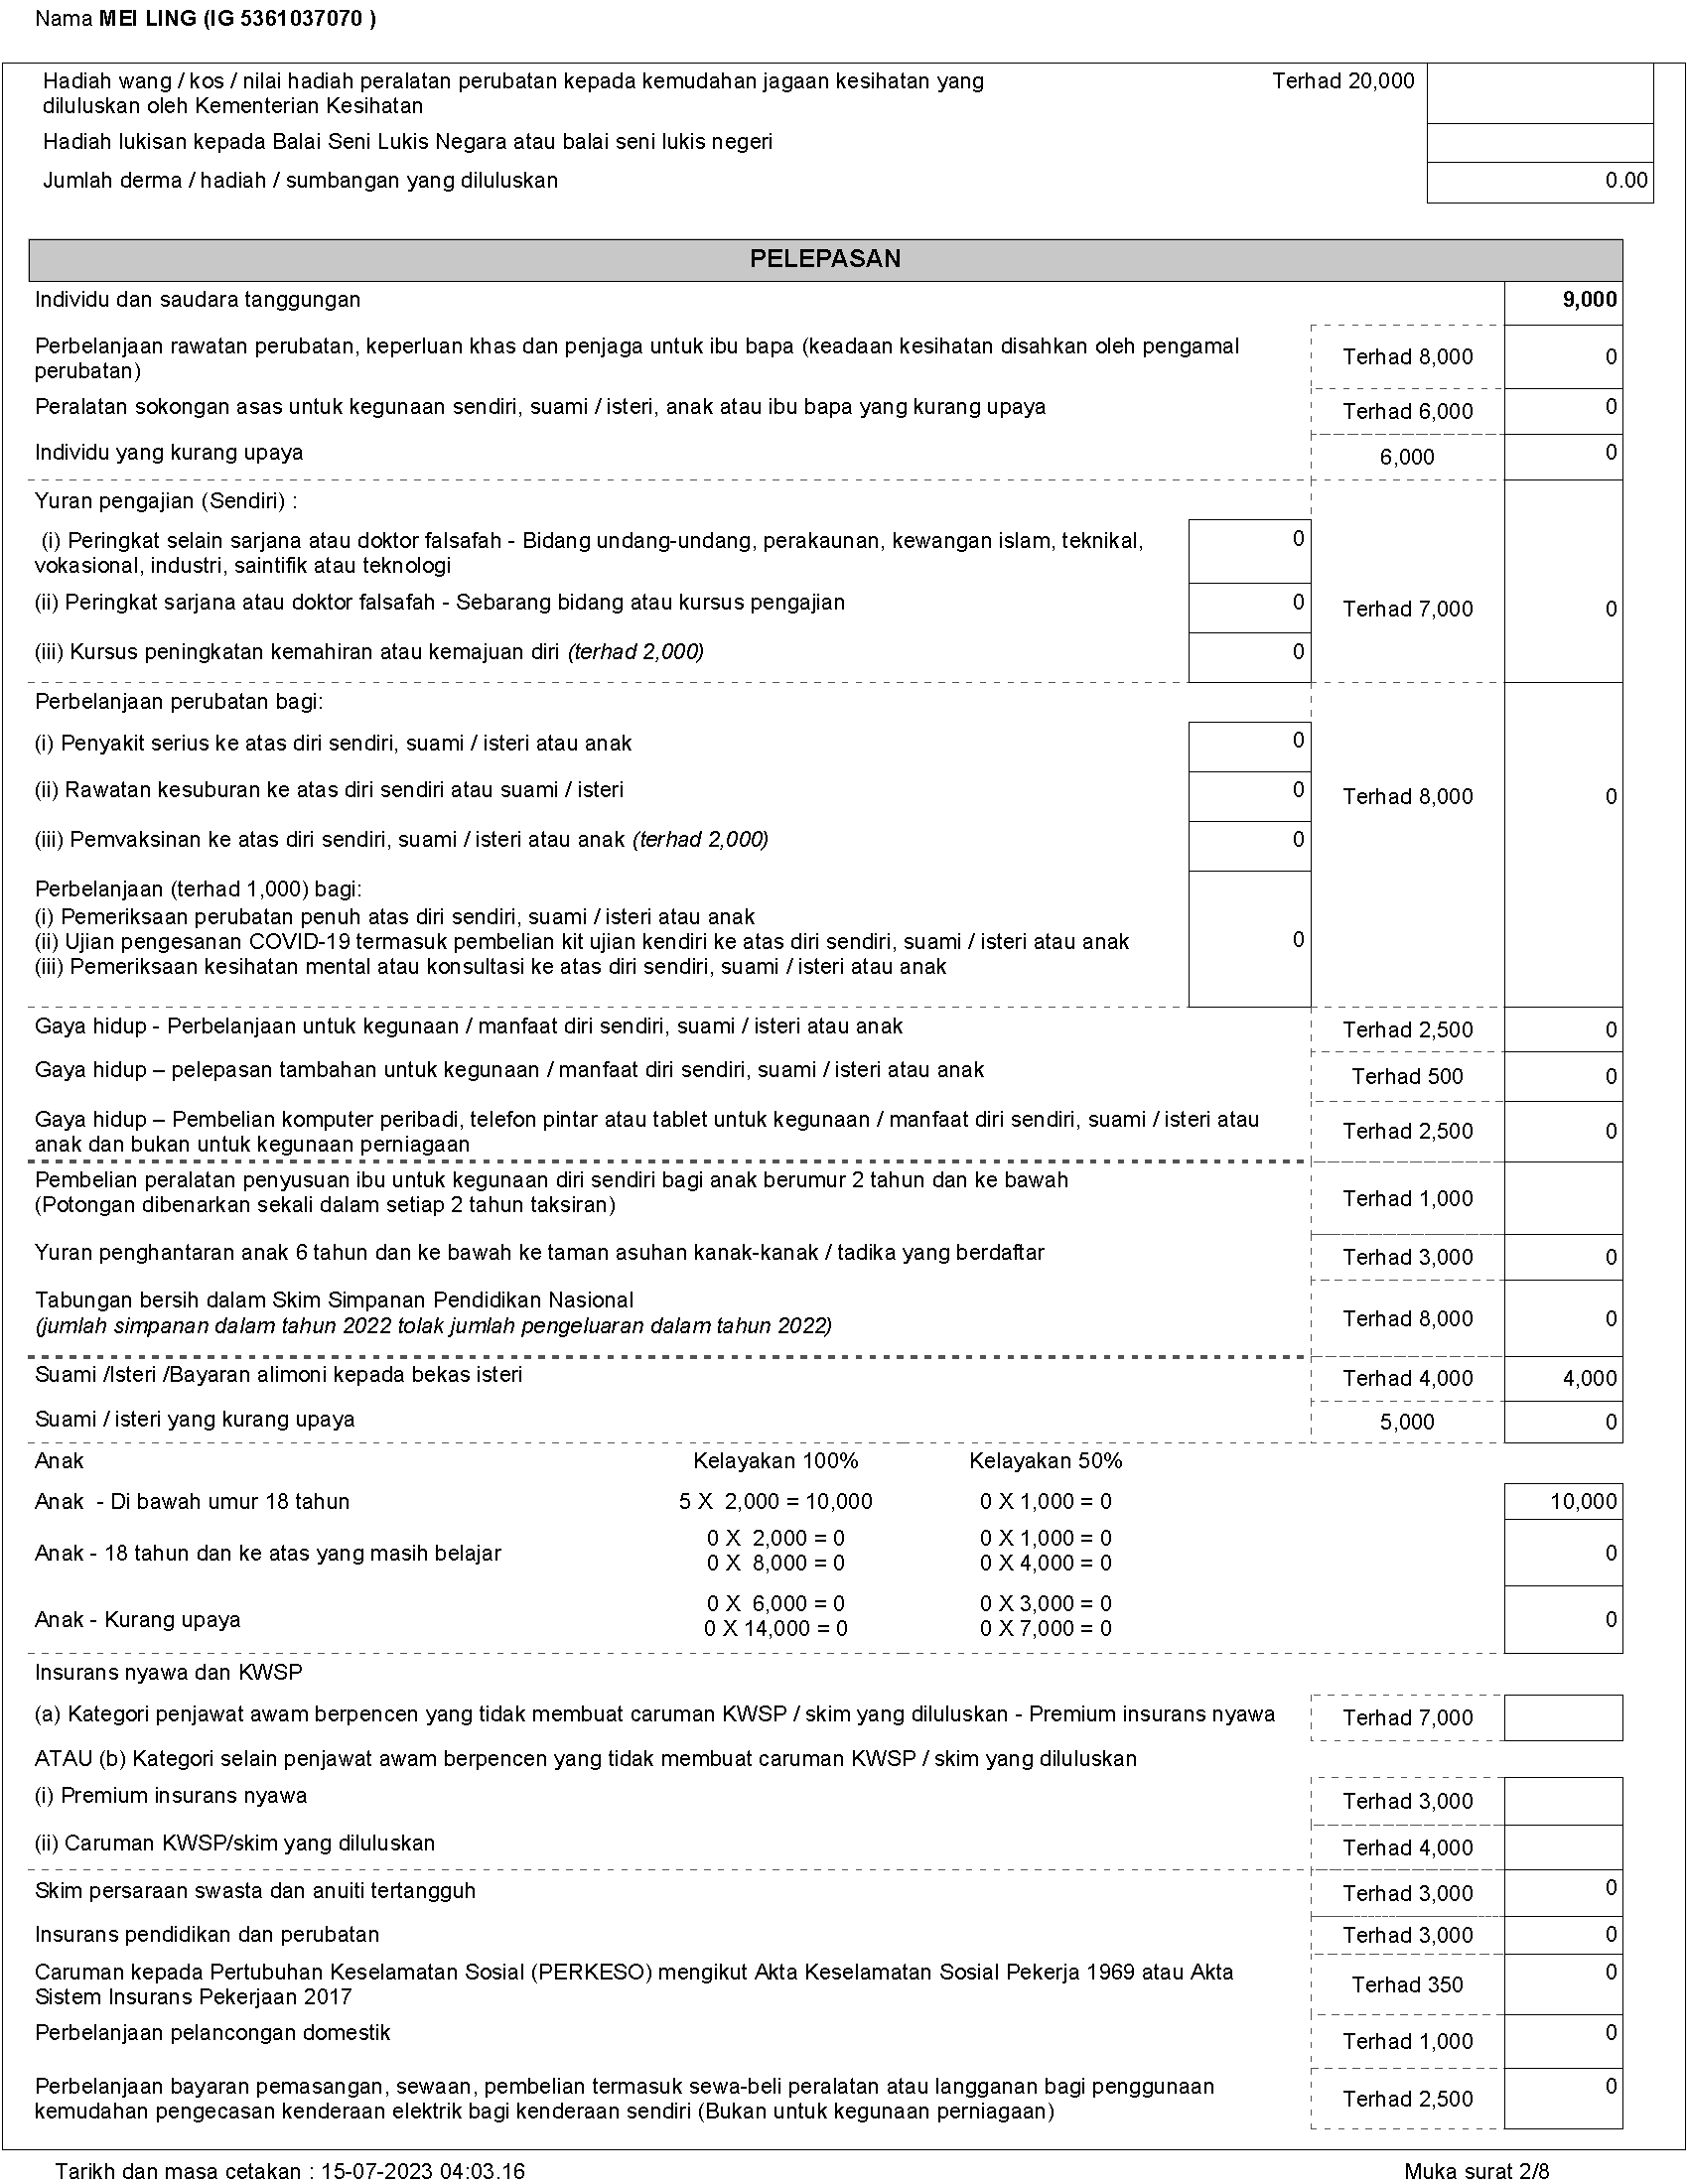 Nama MEI LING (IG 5361037070 )
Hadiah wang / kos / nilai hadiah peralatan perubatan kepada kemudahan jagaan kesihatan yang Terhad 20,000
diluluskan oleh Kementerian Kesihatan
Hadiah lukisan kepada Balai Seni Lukis Negara atau balai seni lukis negeri
Jumlah derma / hadiah / sumbangan yang diluluskan 0.00
PELEPASAN
Individu dan saudara tanggungan 9,000
Perbelanjaan rawatan perubatan, keperluan khas dan penjaga untuk ibu bapa (keadaan kesihatan disahkan oleh pengamal
perubatan) Terhad 8,000 0
Peralatan sokongan asas untuk kegunaan sendiri, suami / isteri, anak atau ibu bapa yang kurang upaya Terhad 6,000 0
Individu yang kurang upaya 6,000 0
Yuran pengajian (Sendiri) :
(i) Peringkat selain sarjana atau doktor falsafah - Bidang undang-undang, perakaunan, kewangan islam, teknikal, 0
vokasional, industri, saintifik atau teknologi
(ii) Peringkat sarjana atau doktor falsafah - Sebarang bidang atau kursus pengajian 0 Terhad 7,000 0
(iii) Kursus peningkatan kemahiran atau kemajuan diri (terhad 2,000) 0
Perbelanjaan perubatan bagi:
(i) Penyakit serius ke atas diri sendiri, suami / isteri atau anak 0
(ii) Rawatan kesuburan ke atas diri sendiri atau suami / isteri 0 Terhad 8,000 0
(iii) Pemvaksinan ke atas diri sendiri, suami / isteri atau anak (terhad 2,000) 0
Perbelanjaan (terhad 1,000) bagi:
(i) Pemeriksaan perubatan penuh atas diri sendiri, suami / isteri atau anak
(ii) Ujian pengesanan COVID-19 termasuk pembelian kit ujian kendiri ke atas diri sendiri, suami / isteri atau anak 0
(iii) Pemeriksaan kesihatan mental atau konsultasi ke atas diri sendiri, suami / isteri atau anak
Gaya hidup - Perbelanjaan untuk kegunaan / manfaat diri sendiri, suami / isteri atau anak Terhad 2,500 0
Gaya hidup – pelepasan tambahan untuk kegunaan / manfaat diri sendiri, suami / isteri atau anak Terhad 500 0
Gaya hidup – Pembelian komputer peribadi, telefon pintar atau tablet untuk kegunaan / manfaat diri sendiri, suami / isteri atau
anak dan bukan untuk kegunaan perniagaan Terhad 2,500 0
Pembelian peralatan penyusuan ibu untuk kegunaan diri sendiri bagi anak berumur 2 tahun dan ke bawah
(Potongan dibenarkan sekali dalam setiap 2 tahun taksiran) Terhad 1,000
Yuran penghantaran anak 6 tahun dan ke bawah ke taman asuhan kanak-kanak / tadika yang berdaftar Terhad 3,000 0
Tabungan bersih dalam Skim Simpanan Pendidikan Nasional
(jumlah simpanan dalam tahun 2022 tolak jumlah pengeluaran dalam tahun 2022) Terhad 8,000 0
Suami /Isteri /Bayaran alimoni kepada bekas isteri Terhad 4,000 4,000
Suami / isteri yang kurang upaya 5,000 0
Anak Kelayakan 100% Kelayakan 50%
Anak - Di bawah umur 18 tahun 5 X 2,000 = 10,000 0 X 1,000 = 0 10,000
0 X 2,000 = 0 0 X 1,000 = 0
Anak - 18 tahun dan ke atas yang masih belajar 0
0 X 8,000 = 0 0 X 4,000 = 0
0 X 6,000 = 0 0 X 3,000 = 0
Anak - Kurang upaya 0
0 X 14,000 = 0 0 X 7,000 = 0
Insurans nyawa dan KWSP
(a) Kategori penjawat awam berpencen yang tidak membuat caruman KWSP / skim yang diluluskan - Premium insurans nyawa Terhad 7,000
ATAU (b) Kategori selain penjawat awam berpencen yang tidak membuat caruman KWSP / skim yang diluluskan
(i) Premium insurans nyawa Terhad 3,000
(ii) Caruman KWSP/skim yang diluluskan Terhad 4,000
Skim persaraan swasta dan anuiti tertangguh Terhad 3,000 0
Insurans pendidikan dan perubatan Terhad 3,000 0
Caruman kepada Pertubuhan Keselamatan Sosial (PERKESO) mengikut Akta Keselamatan Sosial Pekerja 1969 atau Akta 0
Sistem Insurans Pekerjaan 2017 Terhad 350
Perbelanjaan pelancongan domestik Terhad 1,000 0
Perbelanjaan bayaran pemasangan, sewaan, pembelian termasuk sewa-beli peralatan atau langganan bagi penggunaan 0
kemudahan pengecasan kenderaan elektrik bagi kenderaan sendiri (Bukan untuk kegunaan perniagaan) Terhad 2,500
Tarikh dan masa cetakan : 15-07-2023 04:03.16 Muka surat 2/8